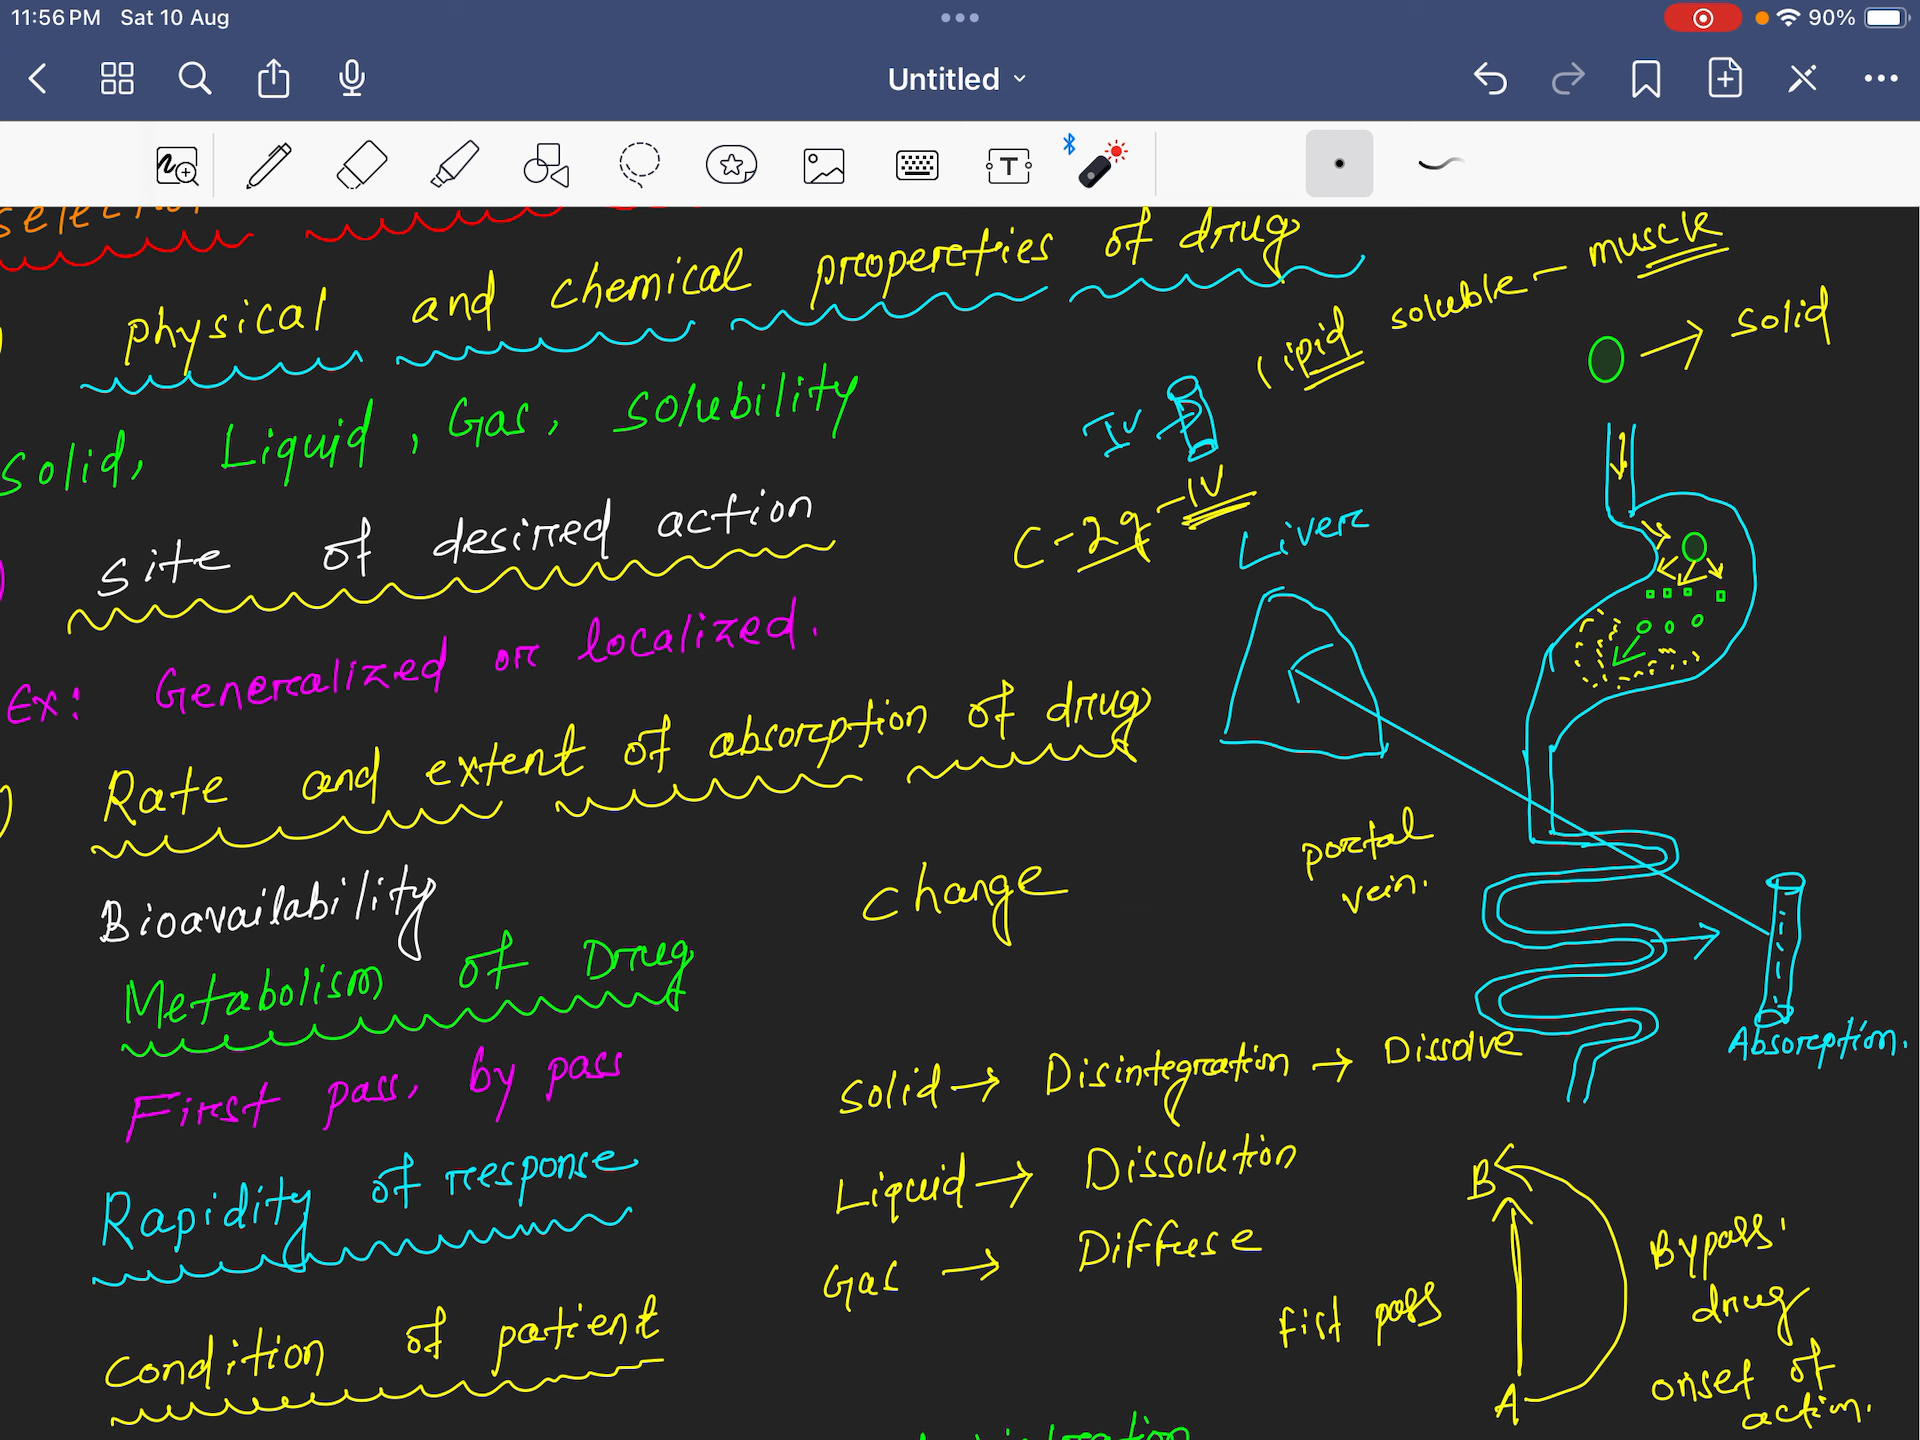 11:56 PM Sat 10 Aug
90%
Untitled
T
physical and chemical properties of drug
Lipid soluble - muscle
Solid
Solid, Liquid, Gas, Solubility
IV
C-2g - IV
Liver
Site of desired action
Ex: Generalized or localized.
Rate and extent of absorption of drug
portal
vein.
Bioavailability
change
Metabolism of Drug
Absorption.
Solid → Disintegration → Dissolve
First pass, by pass
Liquid → Dissolution
Rapidity of response
Gas → Diffuse
B
Bypass.
drug
fist pass
Condition of patient
onset of
action.
A